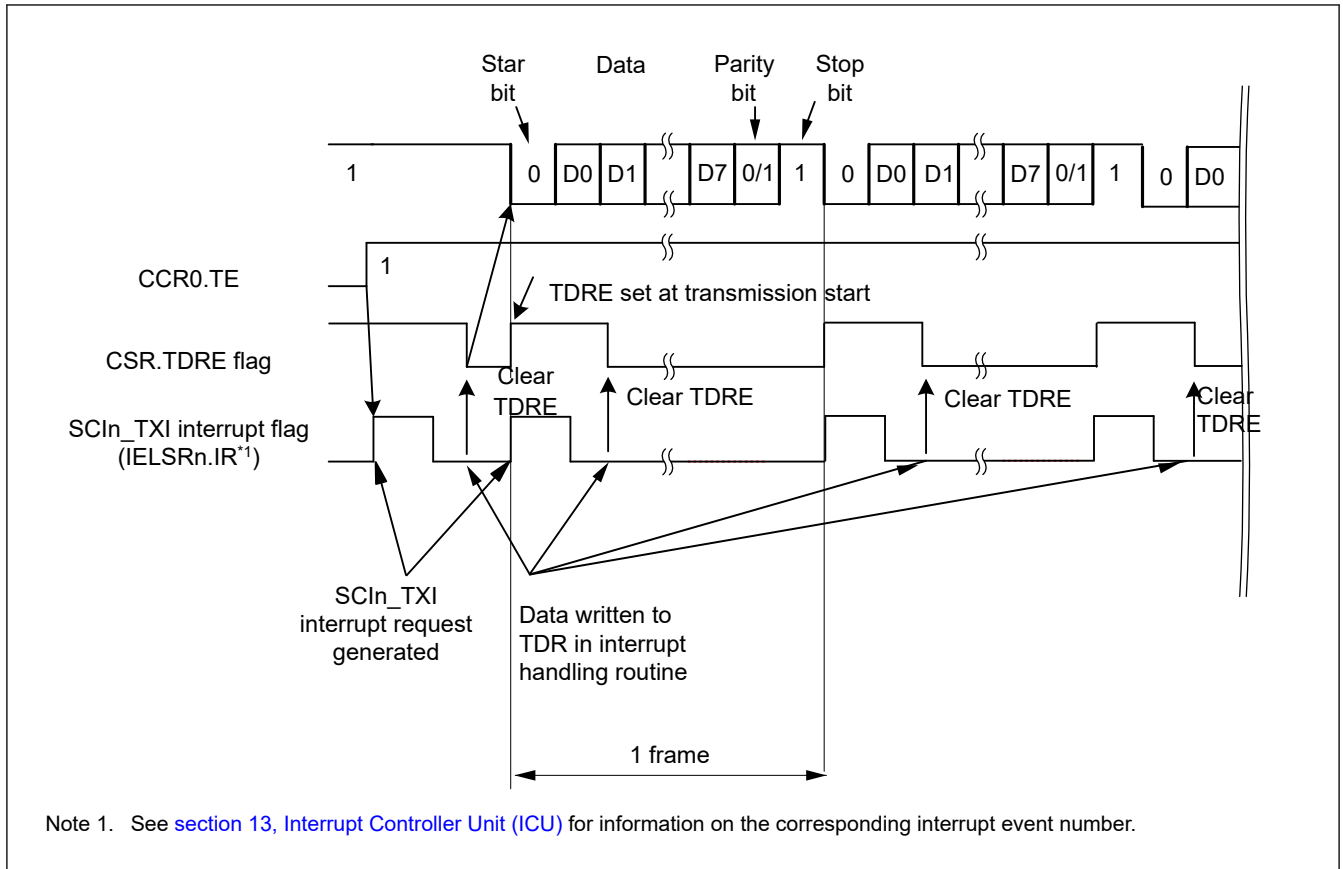 Star
bit
Data
Parity
bit
Stop
bit
1
0
D0
D1
D7
0/1
1
0
D0
D1
D7
0/1
1
0
D0
CCR0.TE
1
TDRE set at transmission start
CSR.TDRE flag
Clear
TDRE
Clear TDRE
Clear TDRE
Clear
TDRE
SCIn_TXI interrupt flag
(IELSRn.IR*1)
SCIn_TXI
interrupt request
generated
Data written to
TDR in interrupt
handling routine
1 frame
Note 1. See section 13, Interrupt Controller Unit (ICU) for information on the corresponding interrupt event number.